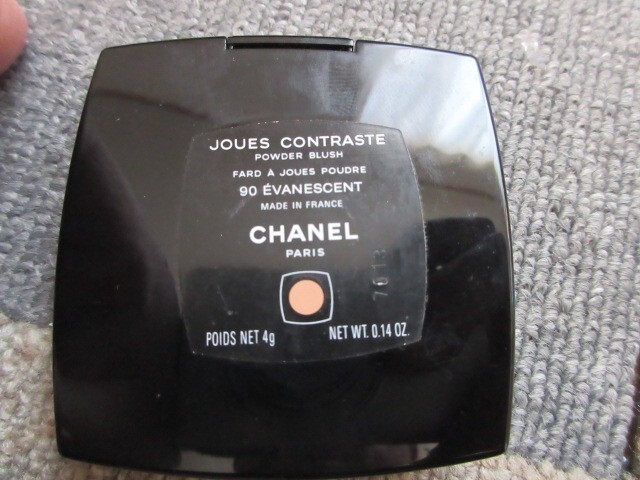 JOUES CONTRASTE
POWDER BLUSH
FARD À JOUES POUDRE
90 ÉVANESCENT
MADE IN FRANCE
CHANEL
PARIS
POIDS NET 4g NET WT. 0.14 OZ.